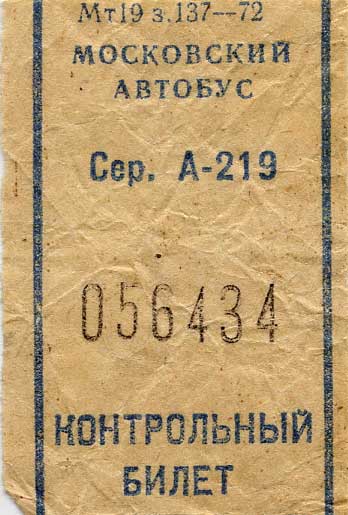 Мт19 з.137—72
МОСКОВСКИЙ
АВТОБУС
Сер. А-219
056434
КОНТРОЛЬНЫЙ
БИЛЕТ